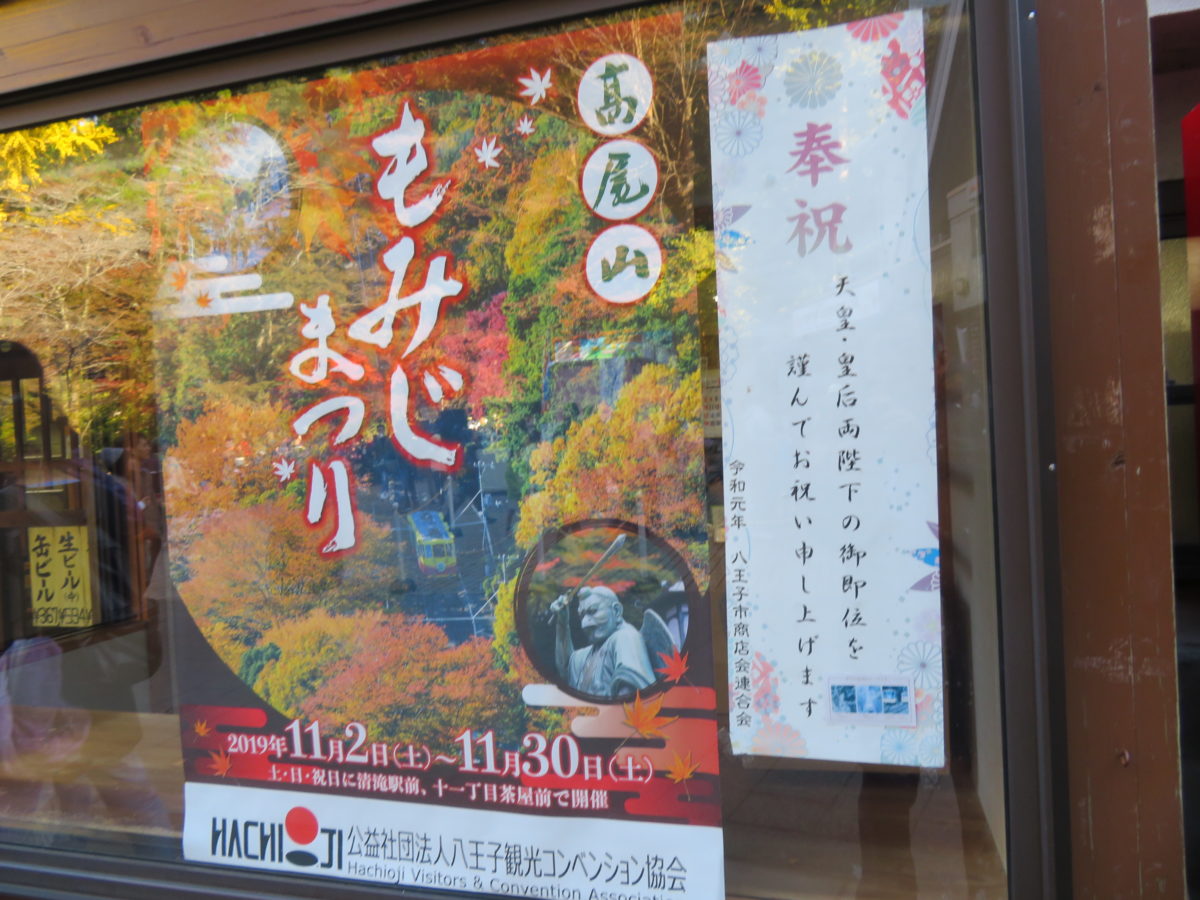 高尾山
もみじ
まつり
2019年11月2日(土)~11月30日(土)
土・日・祝日に清滝駅前、十一丁目茶屋前で開催
HACHIOJI
公益社団法人八王子観光コンベンション協会
Hachioji Visitors & Convention Associati
奉祝
天皇・皇后両陛下の御即位を
謹んでお祝い申し上げます
令和元年 八王子市商店会連合会
生ビール(中)
缶ビール